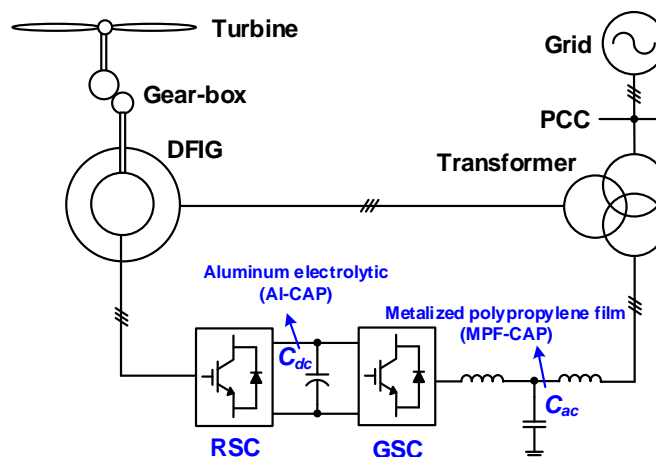 Turbine
Grid
Gear-box
PCC
DFIG
Transformer
Aluminum electrolytic
(Al-CAP)
Metalized polypropylene film
(MPF-CAP)
Cdc
Cac
RSC
GSC